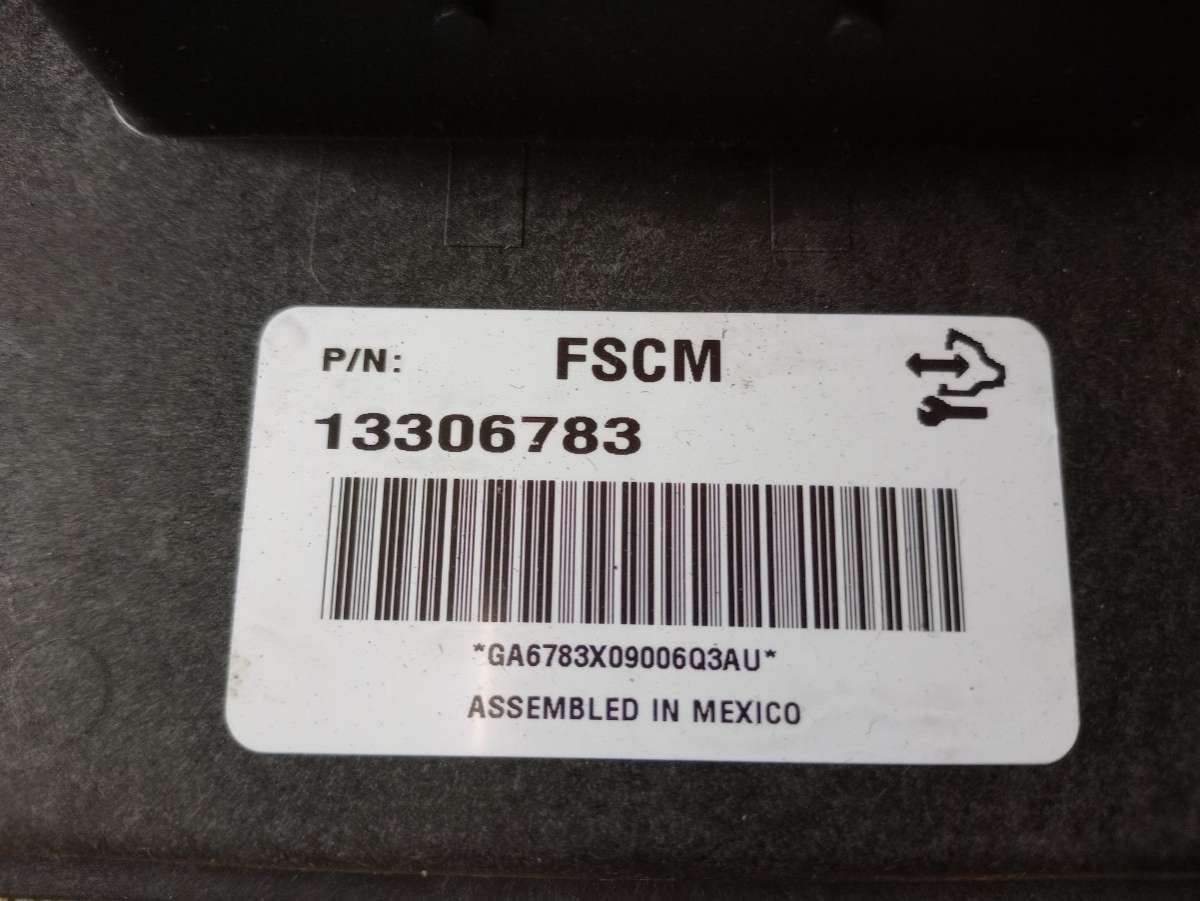 P/N: FSCM
13306783
*GA6783X09006Q3AU*
ASSEMBLED IN MEXICO